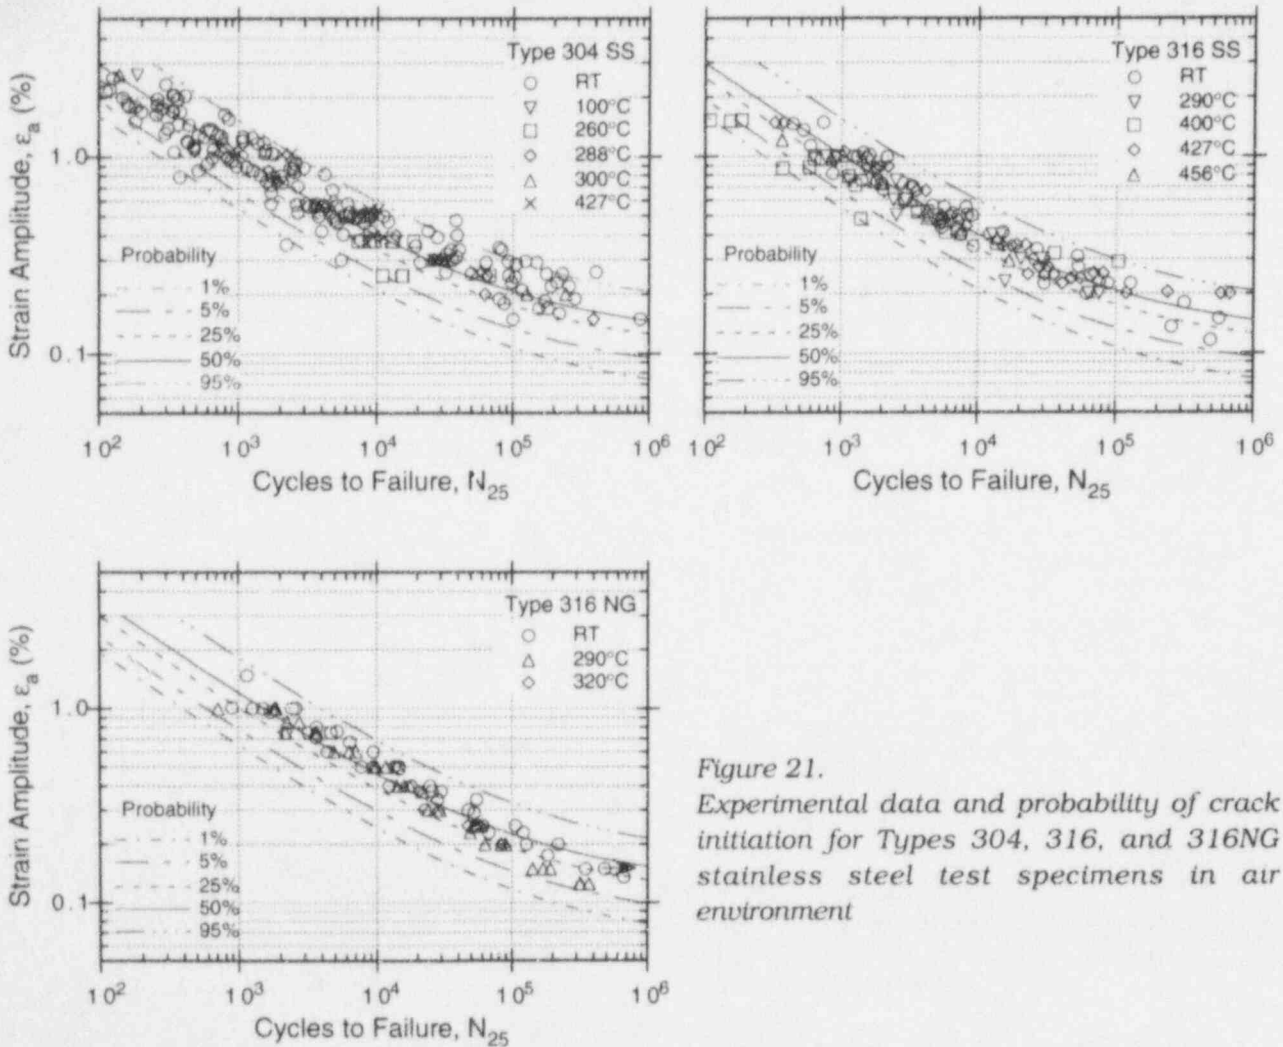 Type 304 SS
RT
100°C
260°C
288°C
300°C
427°C
Strain Amplitude, εa (%)
1.0
0.1
Probability
1%
5%
25%
50%
95%
10² 10³ 10⁴ 10⁵ 10⁶
Cycles to Failure, N25
Type 316 SS
RT
290°C
400°C
427°C
456°C
Probability
1%
5%
25%
50%
95%
10² 10³ 10⁴ 10⁵ 10⁶
Cycles to Failure, N25
Type 316 NG
RT
290°C
320°C
Strain Amplitude, εa (%)
1.0
0.1
Probability
1%
5%
25%
50%
95%
10² 10³ 10⁴ 10⁵ 10⁶
Cycles to Failure, N25
Figure 21.
Experimental data and probability of crack
initiation for Types 304, 316, and 316NG
stainless steel test specimens in air
environment